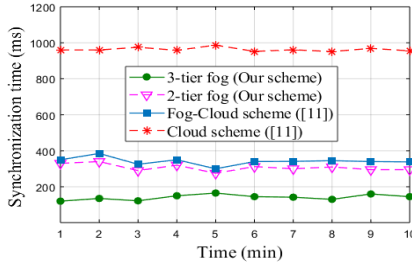 1200
1000
800
600
400
200
Synchronization time (ms)
3-tier fog (Our scheme)
2-tier fog (Our scheme)
Fog-Cloud scheme ([11])
Cloud scheme ([11])
1 2 3 4 5 6 7 8 9 10
Time (min)